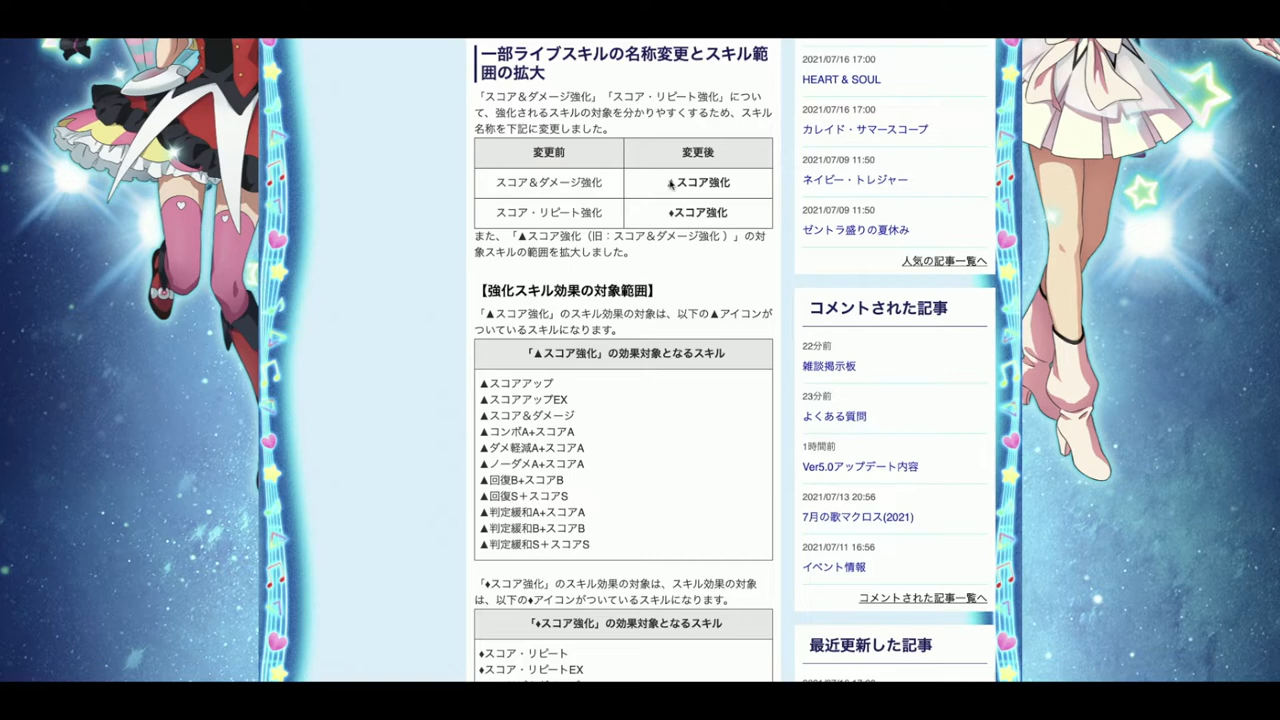 一部ライブスキルの名称変更とスキル範
囲の拡大
「スコア＆ダメージ強化」「スコア・リピート強化」につい
て、強化されるスキルの対象を分かりやすくするため、スキル
名称を下記に変更しました。
変更前 変更後
スコア＆ダメージ強化 ▲スコア強化
スコア・リピート強化 ♦スコア強化
また、「▲スコア強化（旧：スコア＆ダメージ強化 ）」の対
象スキルの範囲を拡大しました。
【強化スキル効果の対象範囲】
「▲スコア強化」のスキル効果の対象は、以下の▲アイコンが
ついているスキルになります。
「▲スコア強化」の効果対象となるスキル
▲スコアアップ
▲スコアアップEX
▲スコア＆ダメージ
▲コンボA+スコアA
▲ダメ軽減A+スコアA
▲ノーダメA+スコアA
▲回復B+スコアB
▲回復S＋スコアS
▲判定緩和A+スコアA
▲判定緩和B+スコアB
▲判定緩和S＋スコアS
「♦スコア強化」のスキル効果の対象は、スキル効果の対象
は、以下の♦アイコンがついているスキルになります。
「♦スコア強化」の効果対象となるスキル
♦スコア・リピート
♦スコア・リピートEX
2021/07/16 17:00
HEART & SOUL
2021/07/16 17:00
カレイド・サマースコープ
2021/07/09 11:50
ネイビー・トレジャー
2021/07/09 11:50
ゼントラ盛りの夏休み
人気の記事一覧へ
コメントされた記事
22分前
雑談掲示板
23分前
よくある質問
1時間前
Ver5.0アップデート内容
2021/07/13 20:56
7月の歌マクロス(2021)
2021/07/11 16:56
イベント情報
コメントされた記事一覧へ
最近更新した記事